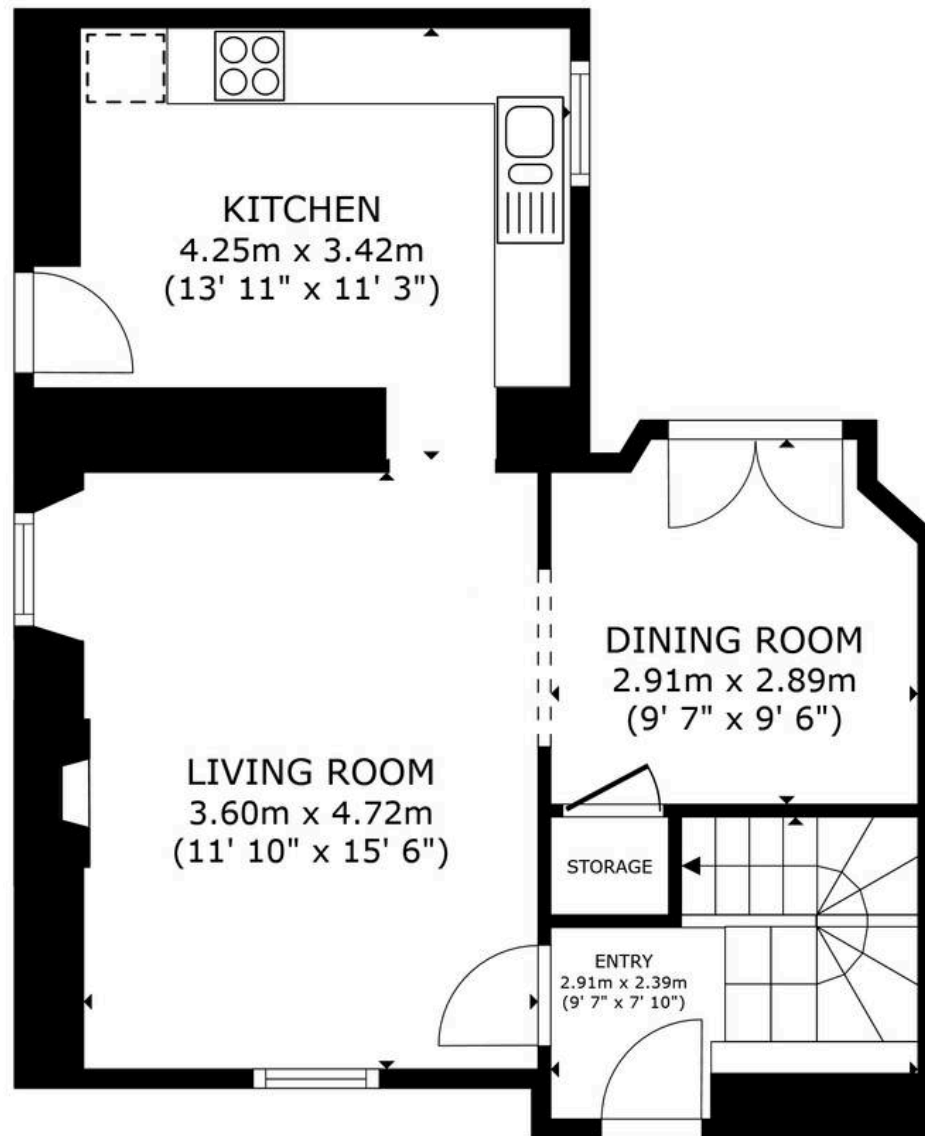 KITCHEN
4.25m x 3.42m
(13' 11" x 11' 3")
DINING ROOM
2.91m x 2.89m
(9' 7" x 9' 6")
LIVING ROOM
3.60m x 4.72m
(11' 10" x 15' 6")
STORAGE
ENTRY
2.91m x 2.39m
(9' 7" x 7' 10")